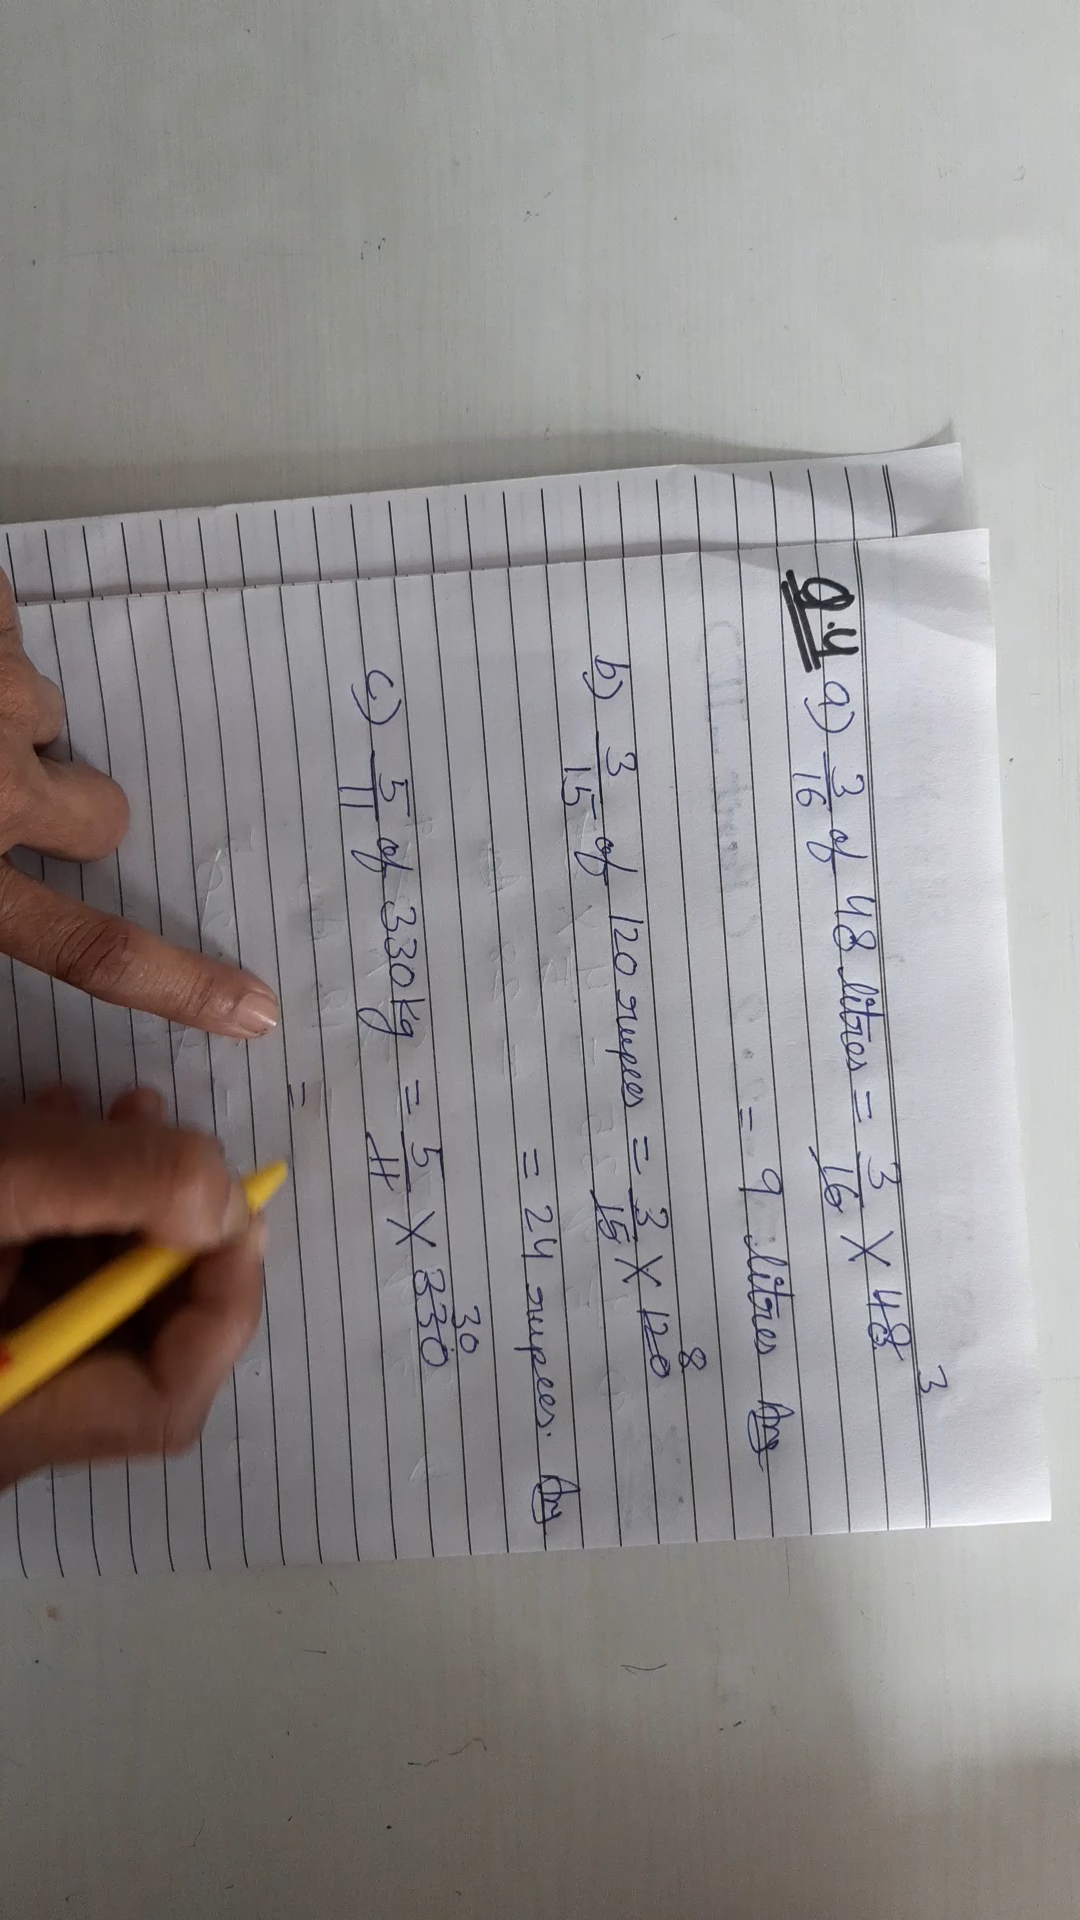 Q.4 a) 3/16 of 48 litres = 3/16 X 48 3
= 9 litres Ans
b) 3/15 of 120 rupees = 3/15 X 120 8
= 24 rupees. Ans
c) 5/11 of 330 kg = 5/11 X 330 30
=